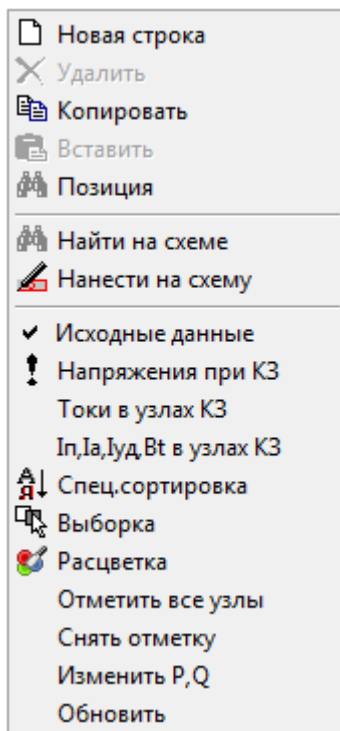 Новая строка
Удалить
Копировать
Вставить
Позиция
Найти на схеме
Нанести на схему
Исходные данные
Напряжения при КЗ
Токи в узлах КЗ
Iп,Iа,Iуд,Bt в узлах КЗ
Спец.сортировка
Выборка
Расцветка
Отметить все узлы
Снять отметку
Изменить P,Q
Обновить